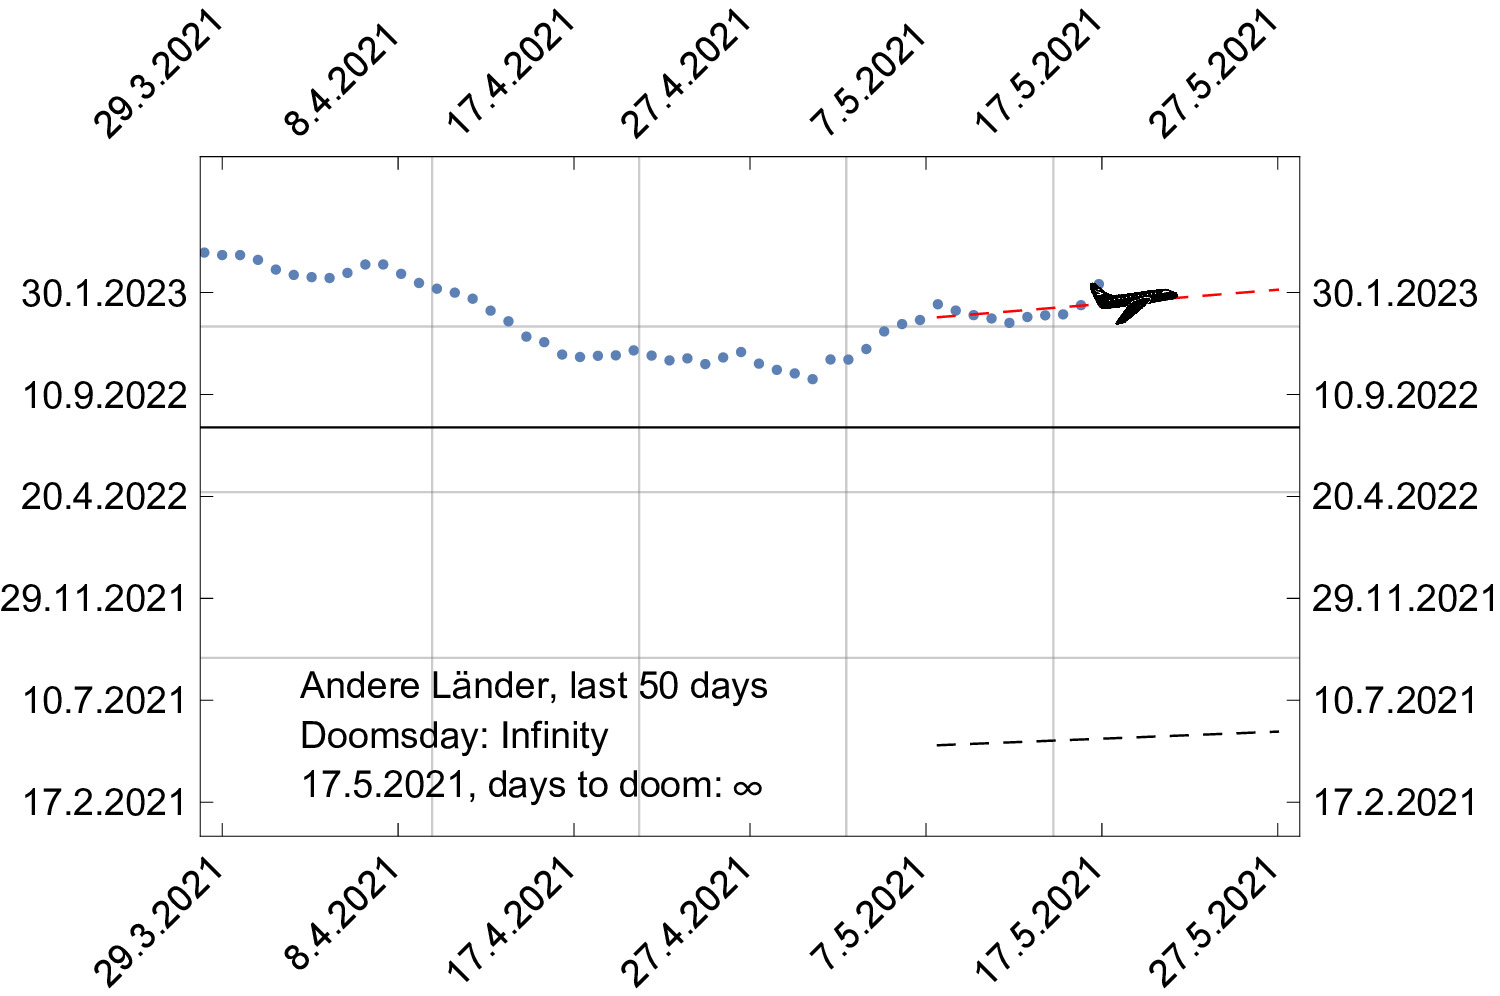 29.3.2021 8.4.2021 17.4.2021 27.4.2021 7.5.2021 17.5.2021 27.5.2021
30.1.2023 30.1.2023
10.9.2022 10.9.2022
20.4.2022 20.4.2022
29.11.2021 29.11.2021
10.7.2021 10.7.2021
17.2.2021 17.2.2021
Andere Länder, last 50 days
Doomsday: Infinity
17.5.2021, days to doom: ∞
29.3.2021 8.4.2021 17.4.2021 27.4.2021 7.5.2021 17.5.2021 27.5.2021